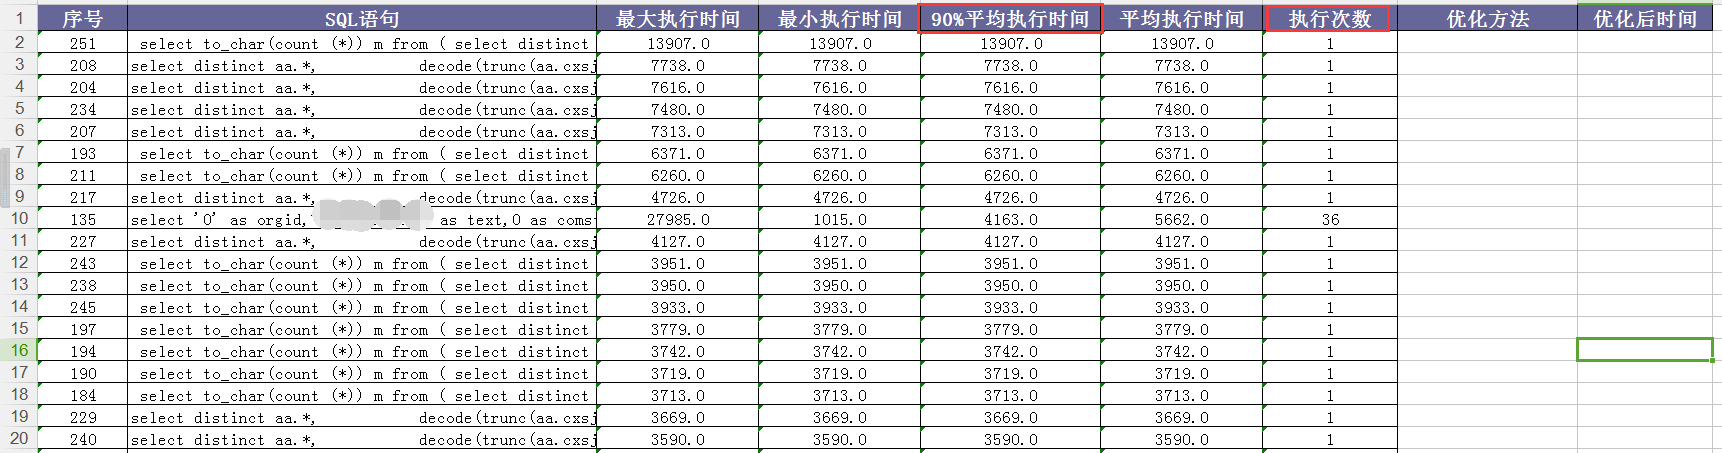 1 序号 SQL语句 最大执行时间 最小执行时间 90%平均执行时间 平均执行时间 执行次数 优化方法 优化后时间
2 251 select to_char(count (*)) m from ( select distinct 13907.0 13907.0 13907.0 13907.0 1
3 208 select distinct aa.*, decode(trunc(aa.cxsj 7738.0 7738.0 7738.0 7738.0 1
4 204 select distinct aa.*, decode(trunc(aa.cxsj 7616.0 7616.0 7616.0 7616.0 1
5 234 select distinct aa.*, decode(trunc(aa.cxsj 7480.0 7480.0 7480.0 7480.0 1
6 207 select distinct aa.*, decode(trunc(aa.cxsj 7313.0 7313.0 7313.0 7313.0 1
7 193 select to_char(count (*)) m from ( select distinct 6371.0 6371.0 6371.0 6371.0 1
8 211 select to_char(count (*)) m from ( select distinct 6260.0 6260.0 6260.0 6260.0 1
9 217 select distinct aa.*, decode(trunc(aa.cxsj 4726.0 4726.0 4726.0 4726.0 1
10 135 select '0' as orgid, as text,0 as comst 27985.0 1015.0 4163.0 5662.0 36
11 227 select distinct aa.*, decode(trunc(aa.cxsj 4127.0 4127.0 4127.0 4127.0 1
12 243 select to_char(count (*)) m from ( select distinct 3951.0 3951.0 3951.0 3951.0 1
13 238 select to_char(count (*)) m from ( select distinct 3950.0 3950.0 3950.0 3950.0 1
14 245 select to_char(count (*)) m from ( select distinct 3933.0 3933.0 3933.0 3933.0 1
15 197 select to_char(count (*)) m from ( select distinct 3779.0 3779.0 3779.0 3779.0 1
16 194 select to_char(count (*)) m from ( select distinct 3742.0 3742.0 3742.0 3742.0 1
17 190 select to_char(count (*)) m from ( select distinct 3719.0 3719.0 3719.0 3719.0 1
18 184 select to_char(count (*)) m from ( select distinct 3713.0 3713.0 3713.0 3713.0 1
19 229 select distinct aa.*, decode(trunc(aa.cxsj 3669.0 3669.0 3669.0 3669.0 1
20 240 select distinct aa.*, decode(trunc(aa.cxsj 3590.0 3590.0 3590.0 3590.0 1